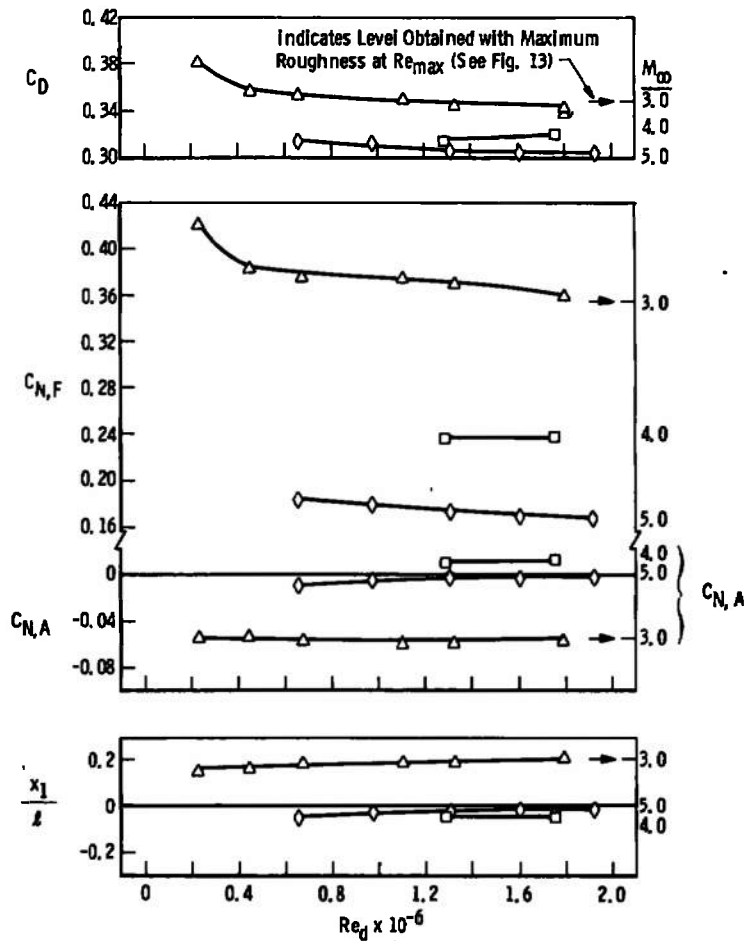 0.42
Indicates Level Obtained with Maximum
Roughness at Re_max (See Fig. 13)
M∞
C_D
0.38
3.0
0.34
4.0
0.30
5.0
0.44
0.40
0.36
3.0
0.32
C_N,F
0.28
0.24
4.0
0.20
5.0
0.16
4.0
0
5.0
C_N,A
C_N,A
-0.04
3.0
-0.08
0.2
3.0
x_1
ℓ
0
5.0
4.0
-0.2
0 0.4 0.8 1.2 1.6 2.0
Re_d x 10^-6